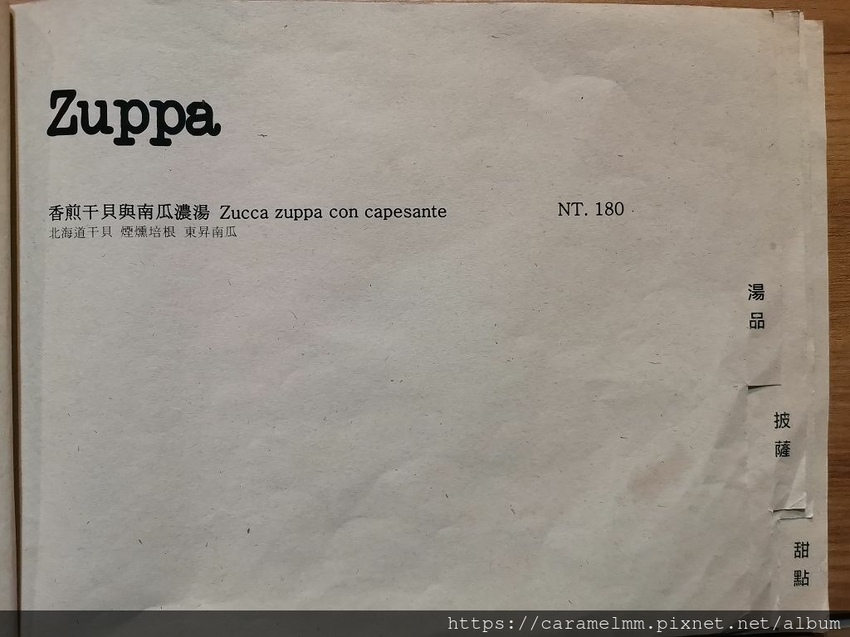 Zuppa
香煎干貝與南瓜濃湯 Zucca zuppa con capesante NT. 180
北海道干貝 煙燻培根 東昇南瓜
湯品
披薩
甜點
https://caramelmm.pixnet.net/album